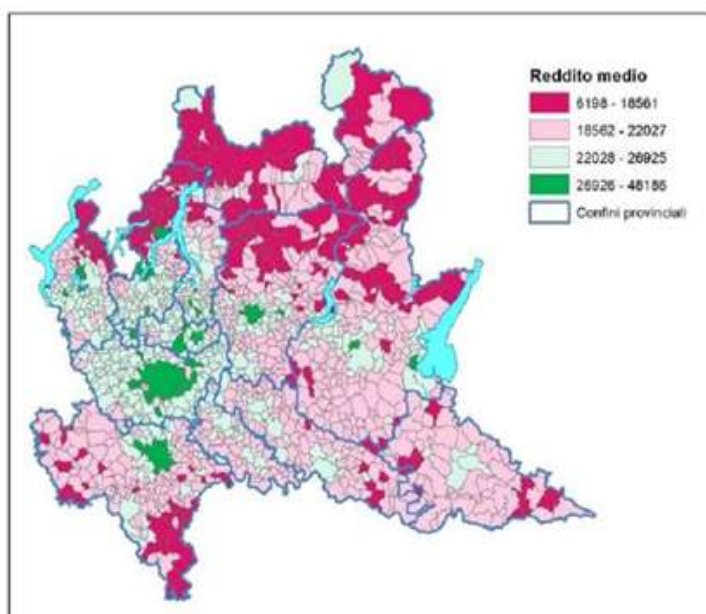 Reddito medio
6198 - 18561
18562 - 22027
22028 - 26925
26926 - 48186
Confini provinciali